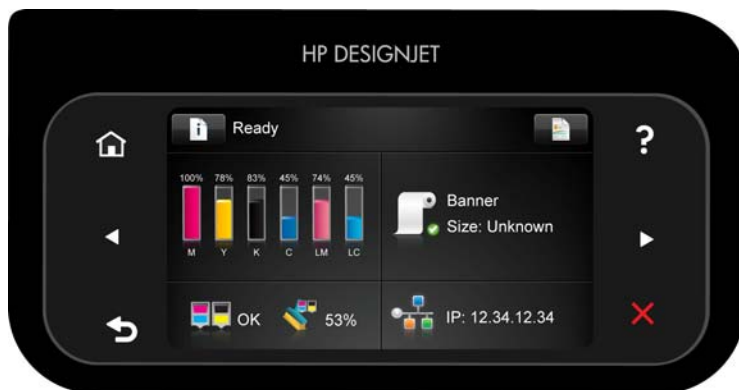 HP DESIGNJET
i Ready
?
100% 78% 83% 45% 74% 45%
M Y K C LM LC
Banner
Size: Unknown
OK 53%
IP: 12.34.12.34